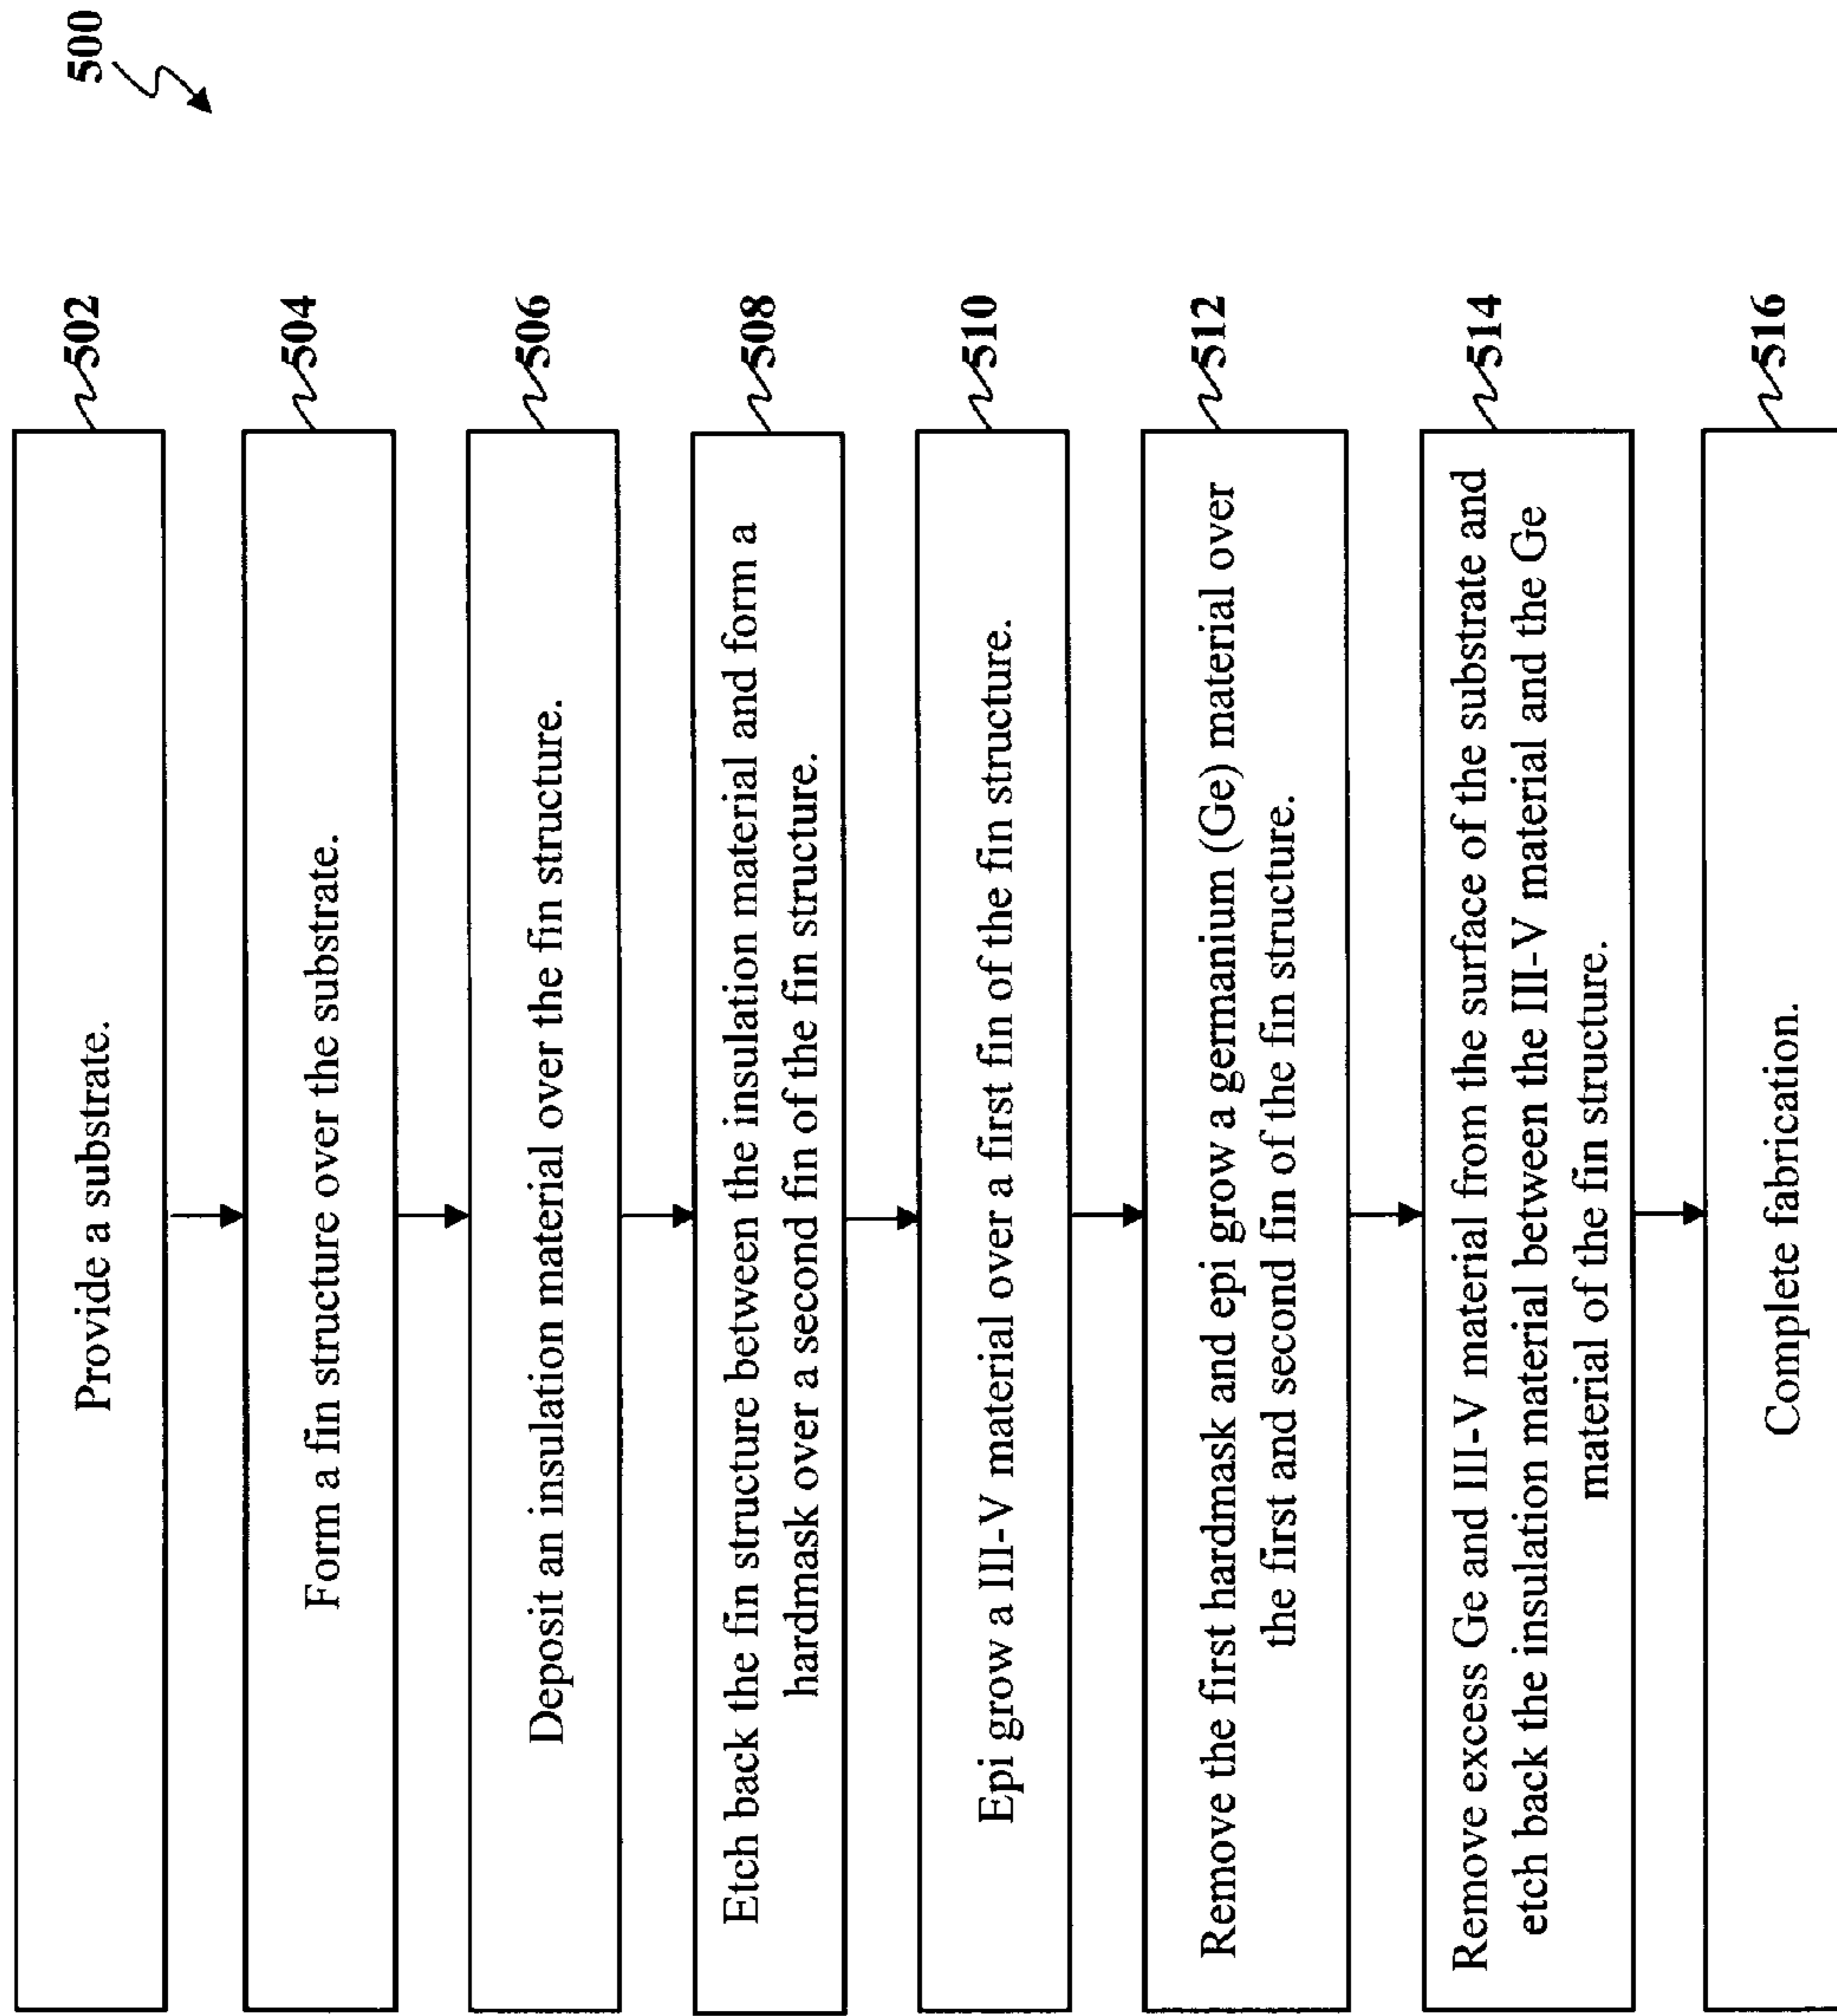 500
Provide a substrate.
502
Form a fin structure over the substrate.
504
Deposit an insulation material over the fin structure.
506
Etch back the fin structure between the insulation material and form a
hardmask over a second fin of the fin structure.
508
Epi grow a III-V material over a first fin of the fin structure.
510
Remove the first hardmask and epi grow a germanium (Ge) material over
the first and second fin of the fin structure.
512
Remove excess Ge and III-V material from the surface of the substrate and
etch back the insulation material between the III-V material and the Ge
material of the fin structure.
514
Complete fabrication.
516